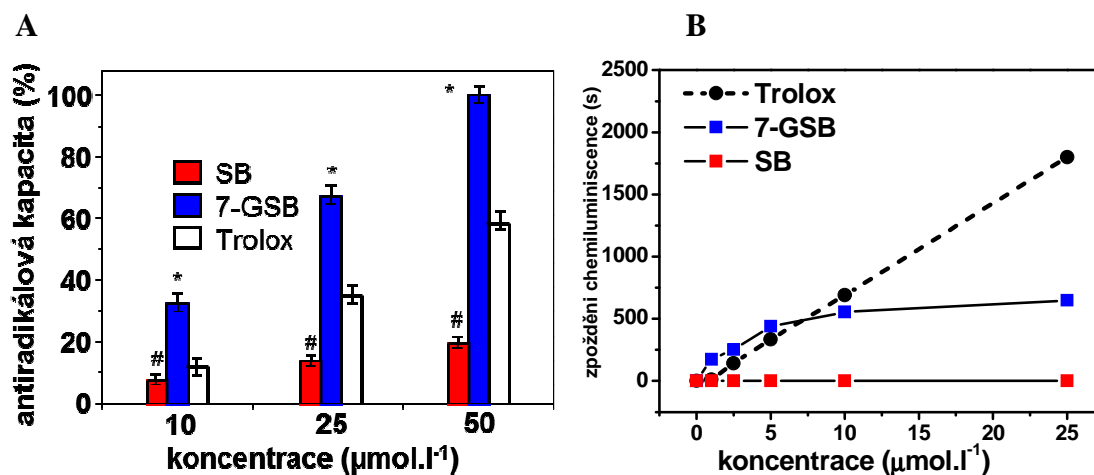 A
antiradikálová kapacita (%)
100
80
60
40
20
0
*
*
*
#
#
#
SB
7-GSB
Trolox
10
25
50
koncentrace (µmol.l-1)
B
zpoždění chemiluminiscence (s)
2500
2000
1500
1000
500
0
Trolox
7-GSB
SB
0
5
10
15
20
25
koncentrace (µmol.l-1)